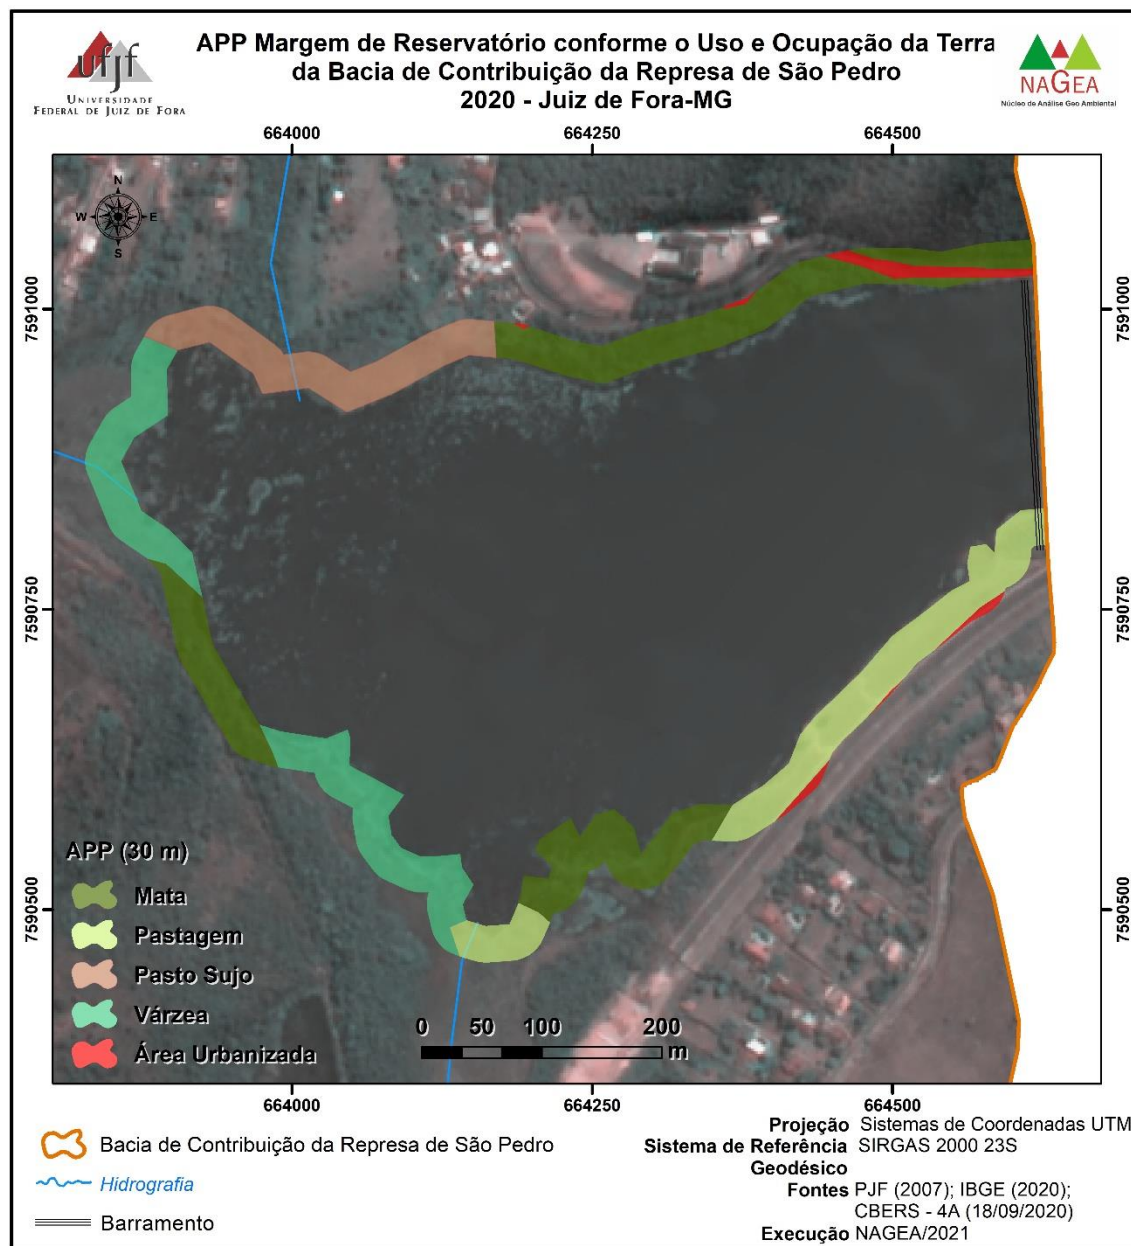 APP Margem de Reservatório conforme o Uso e Ocupação da Terra
da Bacia de Contribuição da Represa de São Pedro
2020 - Juiz de Fora-MG
ufjf
UNIVERSIDADE
FEDERAL DE JUIZ DE FORA
NAGEA
Núcleo de Análise Geo Ambiental
664000
664250
664500
N
W
E
S
7591000
7591000
7590750
7590750
7590500
7590500
APP (30 m)
Mata
Pastagem
Pasto Sujo
Várzea
Área Urbanizada
0 50 100 200
m
664000
664250
664500
Bacia de Contribuição da Represa de São Pedro
Hidrografia
Barramento
Projeção Sistemas de Coordenadas UTM
Sistema de Referência SIRGAS 2000 23S
Geodésico
Fontes PJF (2007); IBGE (2020);
CBERS - 4A (18/09/2020)
Execução NAGEA/2021